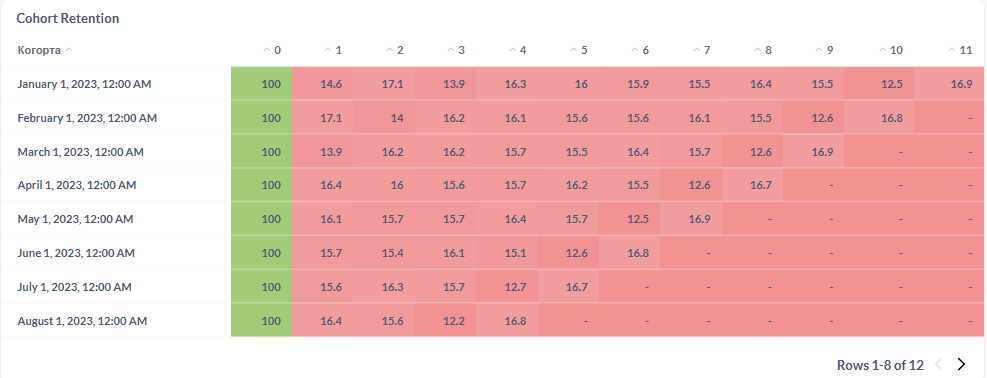 Cohort Retention
Когорта 0 1 2 3 4 5 6 7 8 9 10 11
January 1, 2023, 12:00 AM 100 14.6 17.1 13.9 16.3 16 15.9 15.5 16.4 15.5 12.5 16.9
February 1, 2023, 12:00 AM 100 17.1 14 16.2 16.1 15.6 15.6 16.1 15.5 12.6 16.8 -
March 1, 2023, 12:00 AM 100 13.9 16.2 16.2 15.7 15.5 16.4 15.7 12.6 16.9 - -
April 1, 2023, 12:00 AM 100 16.4 16 15.6 15.7 16.2 15.5 12.6 16.7 - - -
May 1, 2023, 12:00 AM 100 16.1 15.7 15.7 16.4 15.7 12.5 16.9 - - - -
June 1, 2023, 12:00 AM 100 15.7 15.4 16.1 15.1 12.6 16.8 - - - - -
July 1, 2023, 12:00 AM 100 15.6 16.3 15.7 12.7 16.7 - - - - - -
August 1, 2023, 12:00 AM 100 16.4 15.6 12.2 16.8 - - - - - - -
Rows 1-8 of 12